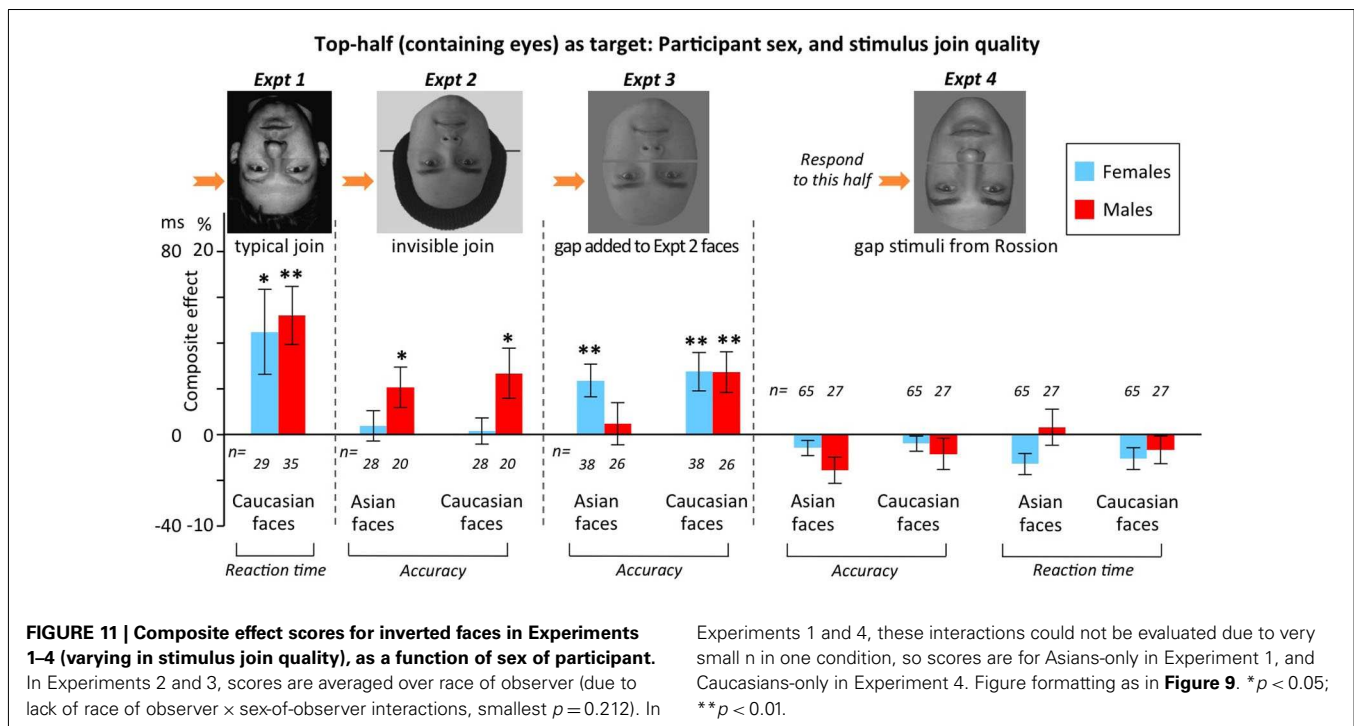 Top-half (containing eyes) as target: Participant sex, and stimulus join quality
Expt 1 Expt 2 Expt 3 Expt 4
Respond
to this half
Females
Males
typical join invisible join gap added to Expt 2 faces gap stimuli from Rossion
ms %
80 20
Composite effect
0 0
-40 -10
* **
* *
** ** **
n= 65 27 65 27 65 27 65 27
n= 29 35 n= 28 20 28 20 n= 38 26 38 26
Caucasian Asian Caucasian Asian Caucasian Asian Caucasian Asian Caucasian
faces faces faces faces faces faces faces faces faces
Reaction time Accuracy Accuracy Accuracy Reaction time
FIGURE 11 | Composite effect scores for inverted faces in Experiments
1–4 (varying in stimulus join quality), as a function of sex of participant.
In Experiments 2 and 3, scores are averaged over race of observer (due to
lack of race of observer × sex-of-observer interactions, smallest p = 0.212). In
Experiments 1 and 4, these interactions could not be evaluated due to very
small n in one condition, so scores are for Asians-only in Experiment 1, and
Caucasians-only in Experiment 4. Figure formatting as in Figure 9. *p < 0.05;
**p < 0.01.